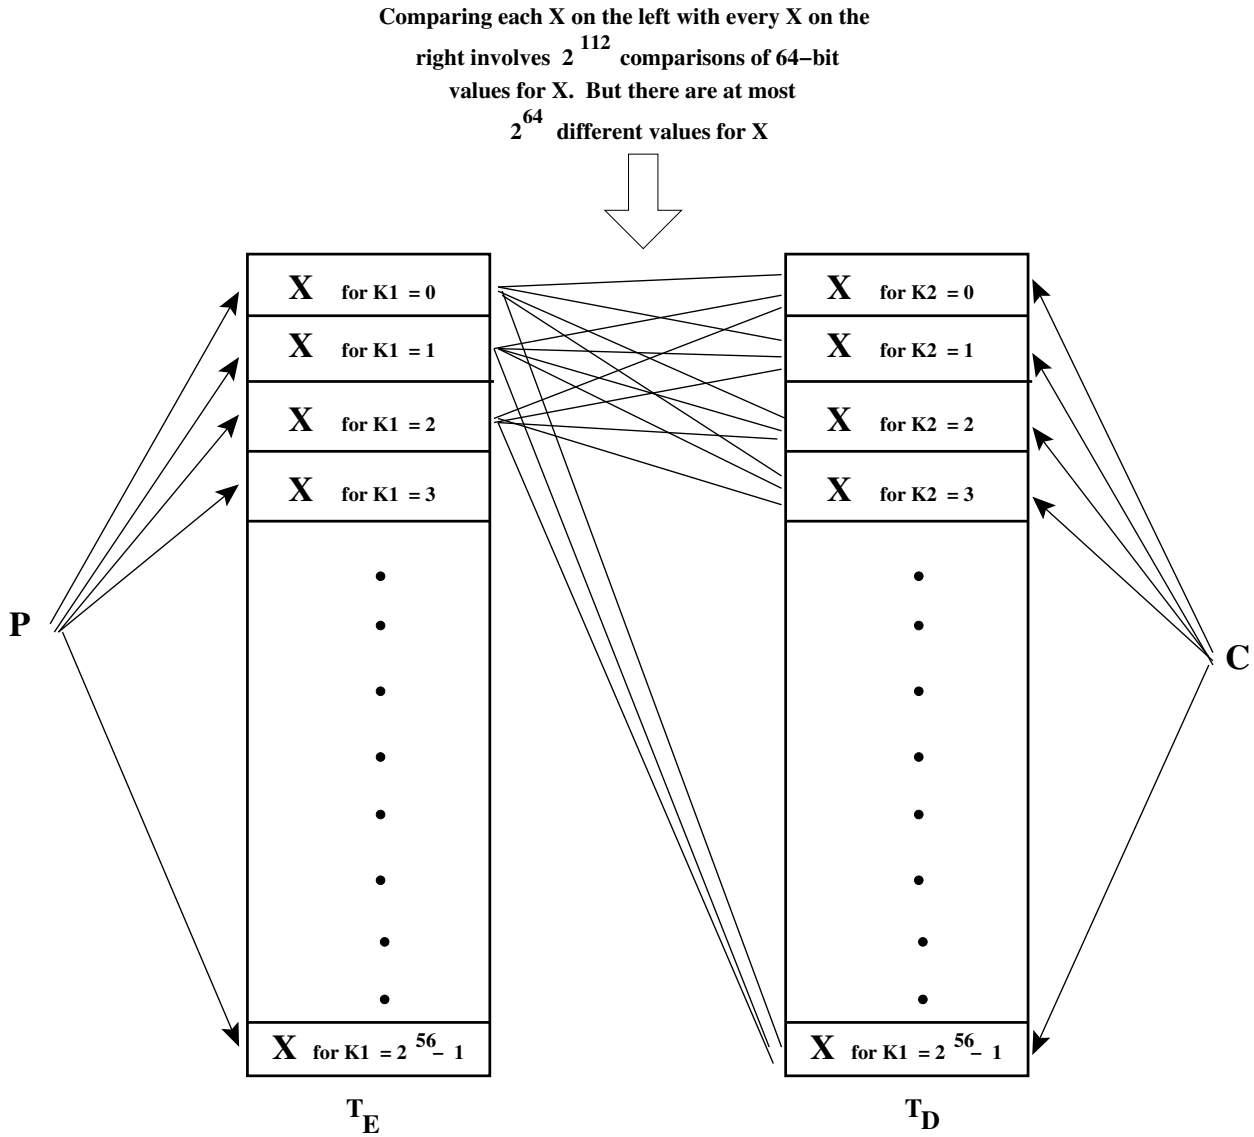 Comparing each X on the left with every X on the
right involves 2^112 comparisons of 64–bit
values for X. But there are at most
2^64 different values for X
X for K1 = 0
X for K2 = 0
X for K1 = 1
X for K2 = 1
X for K1 = 2
X for K2 = 2
X for K1 = 3
X for K2 = 3
P
C
X for K1 = 2^56 – 1
X for K1 = 2^56 – 1
T_E
T_D